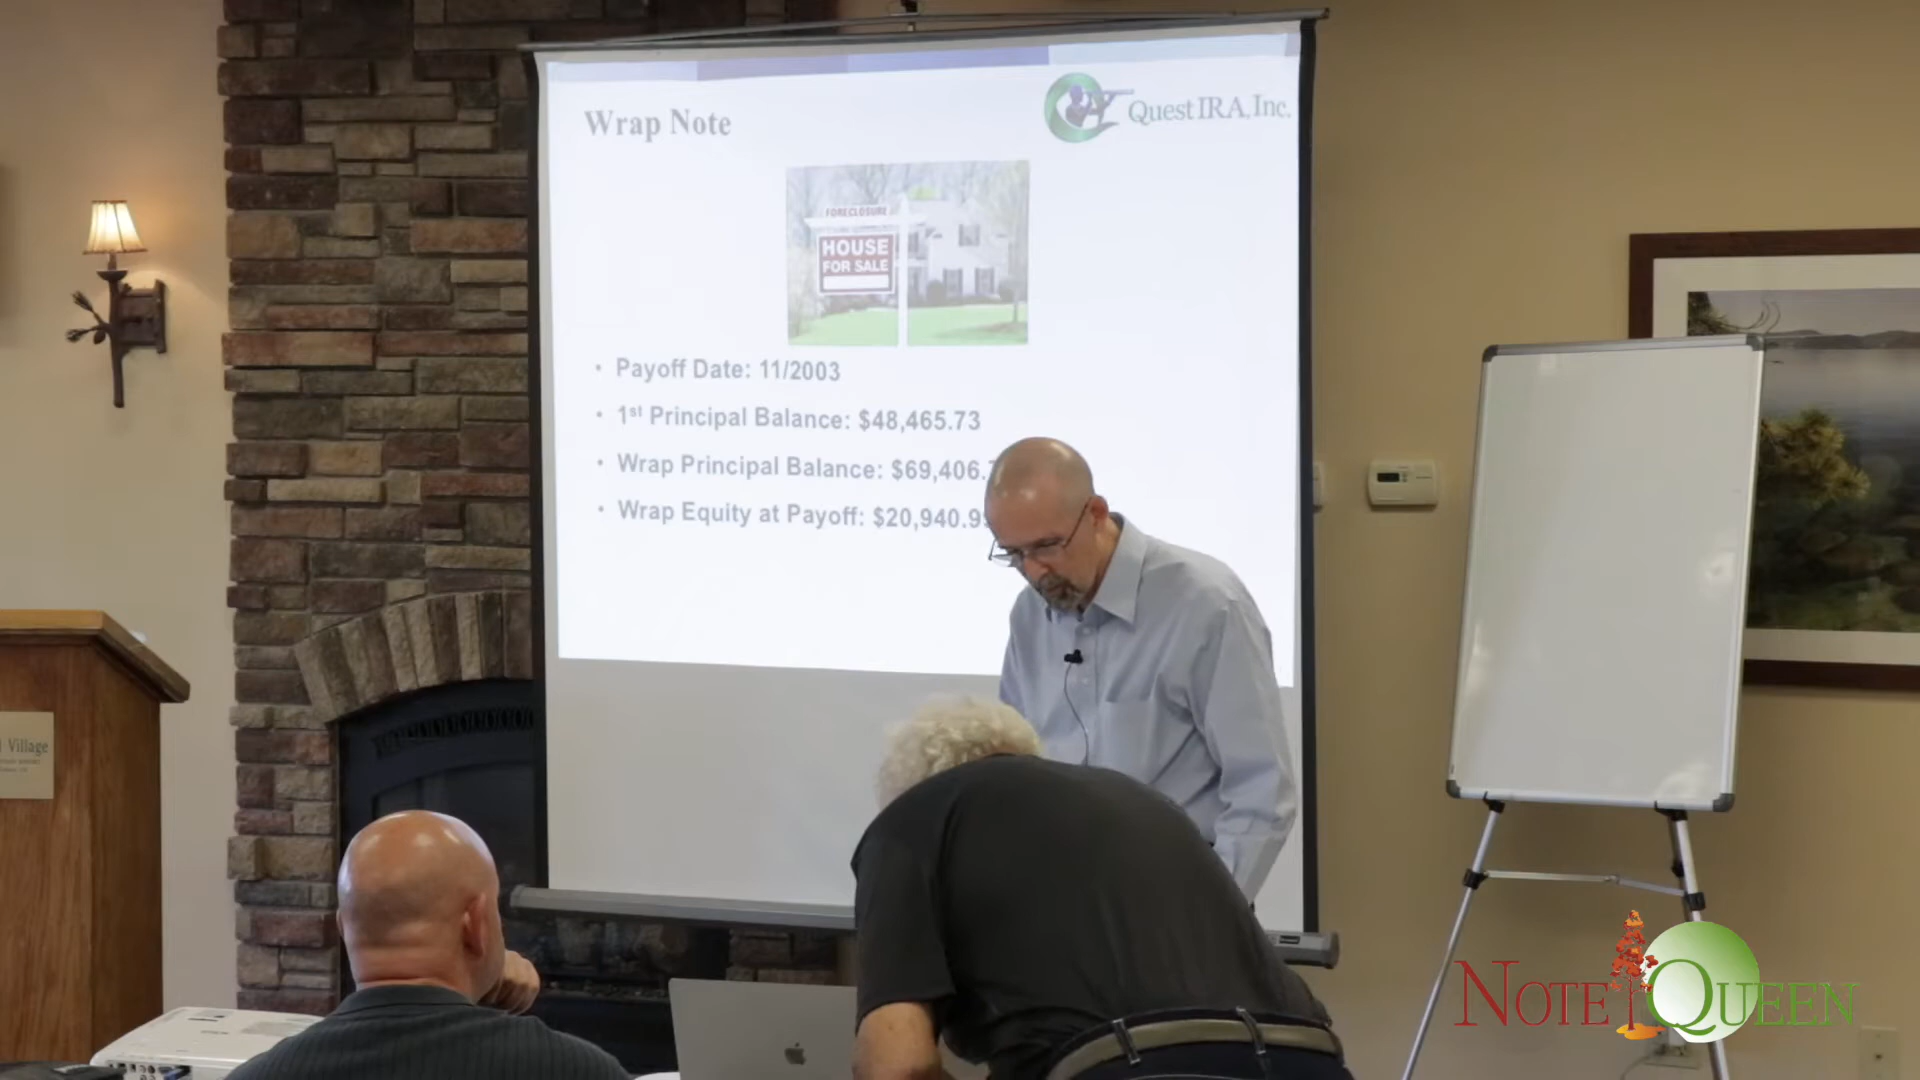 Wrap Note
Quest IRA, Inc.
FORECLOSURE
HOUSE
FOR SALE
• Payoff Date: 11/2003
• 1st Principal Balance: $48,465.73
• Wrap Principal Balance: $69,406.
• Wrap Equity at Payoff: $20,940.9
Village
NOTE QUEEN